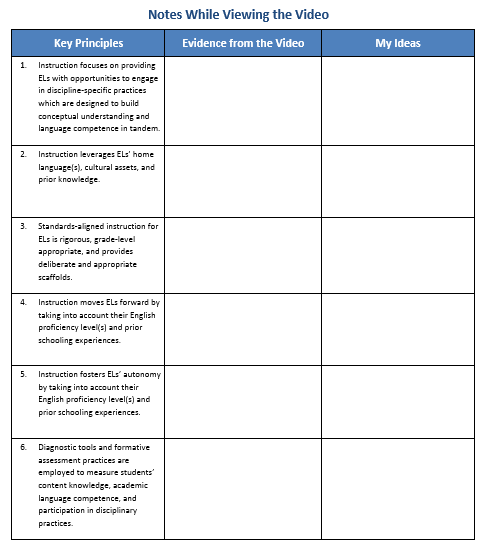 Notes While Viewing the Video
Key Principles Evidence from the Video My Ideas
1. Instruction focuses on providing
ELs with opportunities to engage
in discipline-specific practices
which are designed to build
conceptual understanding and
language competence in tandem.
2. Instruction leverages ELs' home
language(s), cultural assets, and
prior knowledge.
3. Standards-aligned instruction for
ELs is rigorous, grade-level
appropriate, and provides
deliberate and appropriate
scaffolds.
4. Instruction moves ELs forward by
taking into account their English
proficiency level(s) and prior
schooling experiences.
5. Instruction fosters ELs' autonomy
by taking into account their
English proficiency level(s) and
prior schooling experiences.
6. Diagnostic tools and formative
assessment practices are
employed to measure students'
content knowledge, academic
language competence, and
participation in disciplinary
practices.